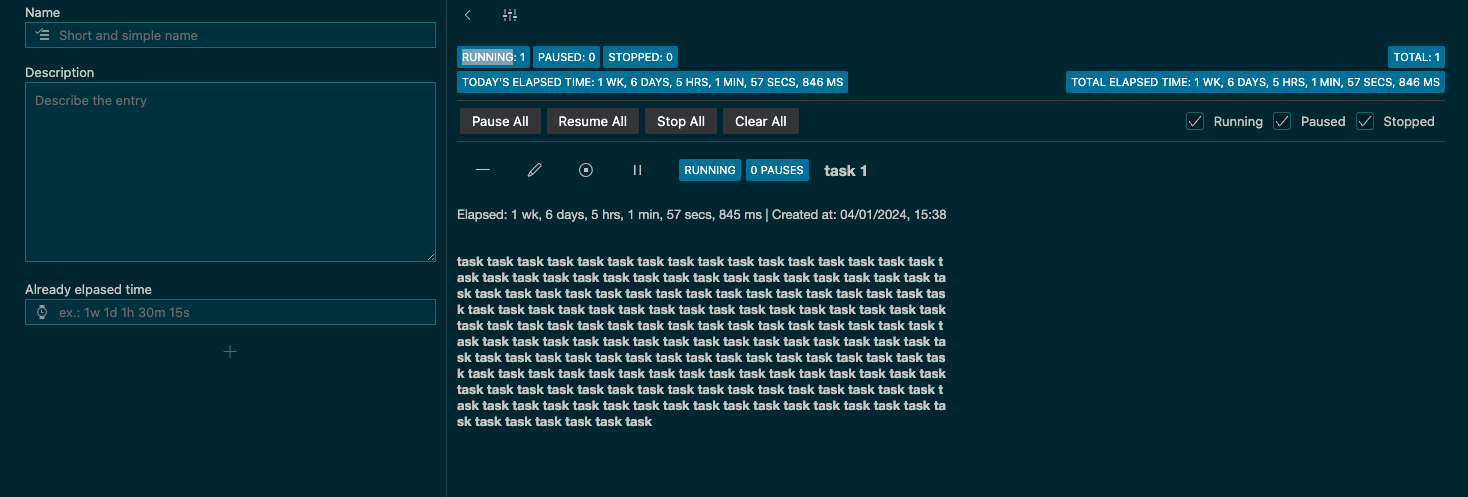 Name
Short and simple name
Description
Describe the entry
Already elpased time
ex.: 1w 1d 1h 30m 15s
RUNNING: 1 PAUSED: 0 STOPPED: 0 TOTAL: 1
TODAY'S ELAPSED TIME: 1 WK, 6 DAYS, 5 HRS, 1 MIN, 57 SECS, 846 MS TOTAL ELAPSED TIME: 1 WK, 6 DAYS, 5 HRS, 1 MIN, 57 SECS, 846 MS
Pause All Resume All Stop All Clear All Running Paused Stopped
RUNNING 0 PAUSES task 1
Elapsed: 1 wk, 6 days, 5 hrs, 1 min, 57 secs, 845 ms | Created at: 04/01/2024, 15:38
task task task task task task task task task task task task task task task task t
ask task task task task task task task task task task task task task task task ta
sk task task task task task task task task task task task task task task task tas
k task task task task task task task task task task task task task task task task
task task task task task task task task task task task task task task task task t
ask task task task task task task task task task task task task task task task ta
sk task task task task task task task task task task task task task task task tas
k task task task task task task task task task task task task task task task task
task task task task task task task task task task task task task task task task t
ask task task task task task task task task task task task task task task task ta
sk task task task task task task